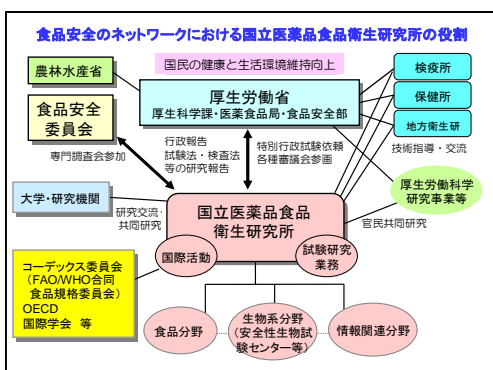 食品安全のネットワークにおける国立医薬品食品衛生研究所の役割
農林水産省
国民の健康と生活環境維持向上
検疫所
保健所
地方衛生研
厚生労働省
厚生科学課・医薬食品局・食品安全部
食品安全
委員会
専門調査会参加
行政報告
試験法・検査法
等の研究報告
特別行政試験依頼
各種審議会参画
技術指導・交流
厚生労働科学
研究事業等
大学・研究機関
研究交流・
共同研究
国立医薬品食品
衛生研究所
官民共同研究
国際活動
試験研究
業務
コーデックス委員会
(FAO/WHO合同
食品規格委員会)
OECD
国際学会 等
食品分野
生物系分野
(安全性生物試
験センター等)
情報関連分野